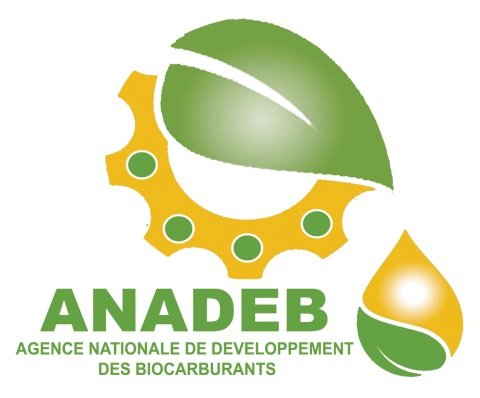 ANADEB
AGENCE NATIONALE DE DEVELOPPEMENT
DES BIOCARBURANTS